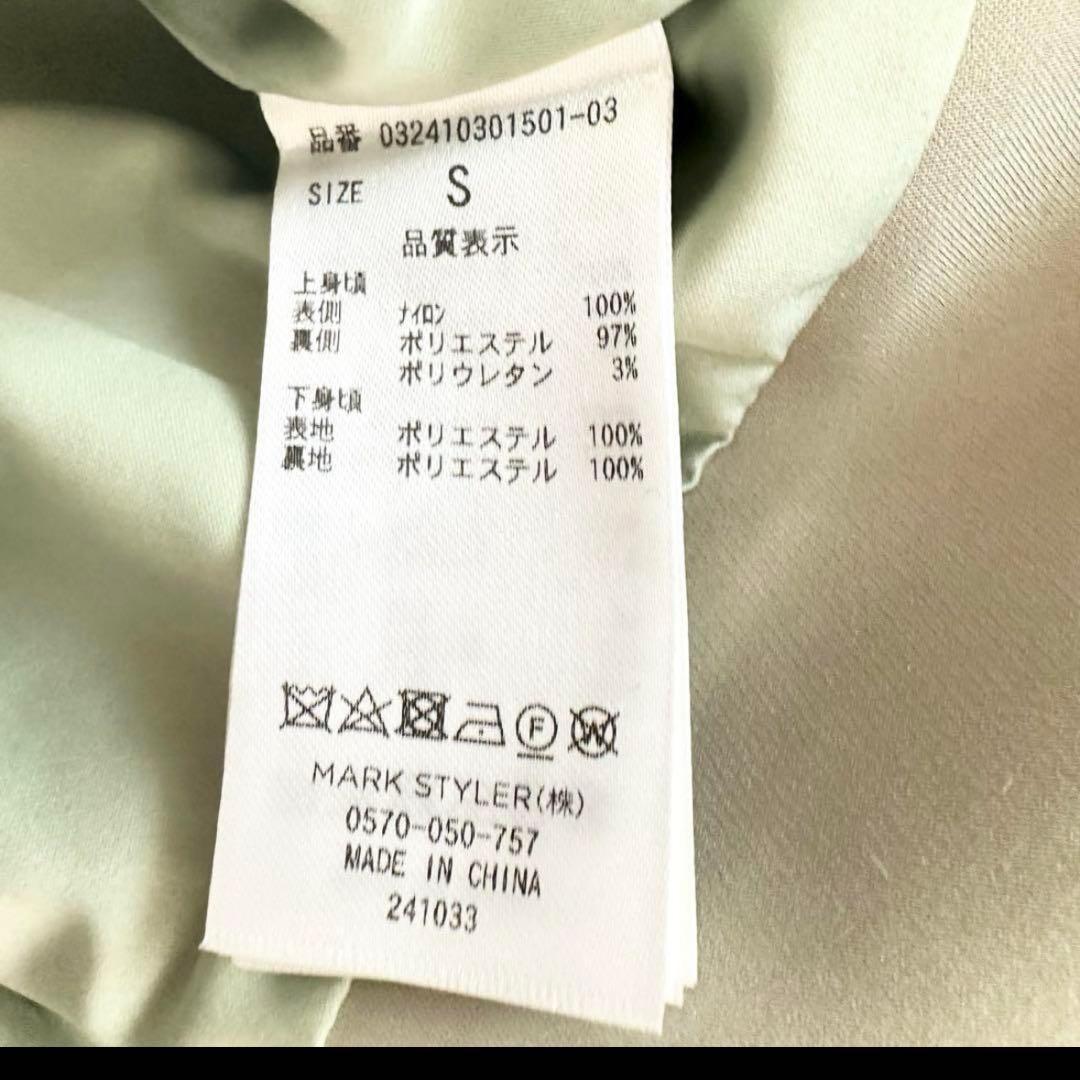 品番 032410301501-03
SIZE S
品質表示
上身頃
表側 ナイロン 100%
裏側 ポリエステル 97%
ポリウレタン 3%
下身頃
表地 ポリエステル 100%
裏地 ポリエステル 100%
F W
MARK STYLER(株)
0570-050-757
MADE IN CHINA
241033